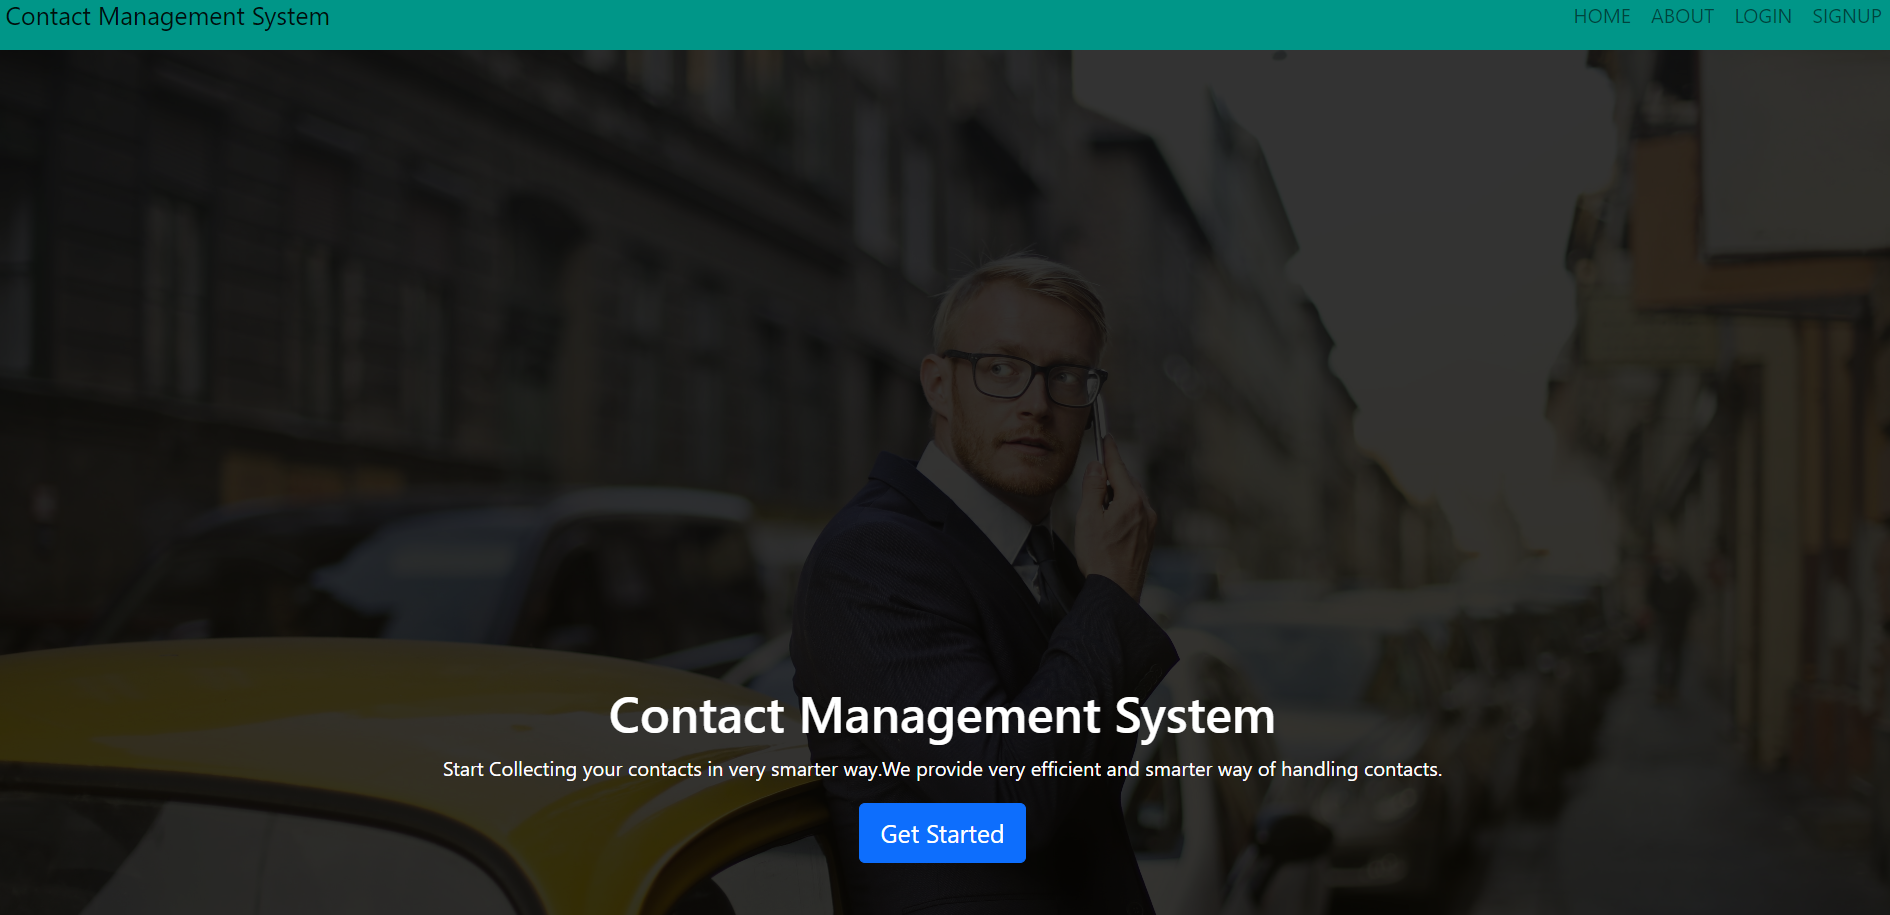 Contact Management System
HOME ABOUT LOGIN SIGNUP
Contact Management System
Start Collecting your contacts in very smarter way.We provide very efficient and smarter way of handling contacts.
Get Started